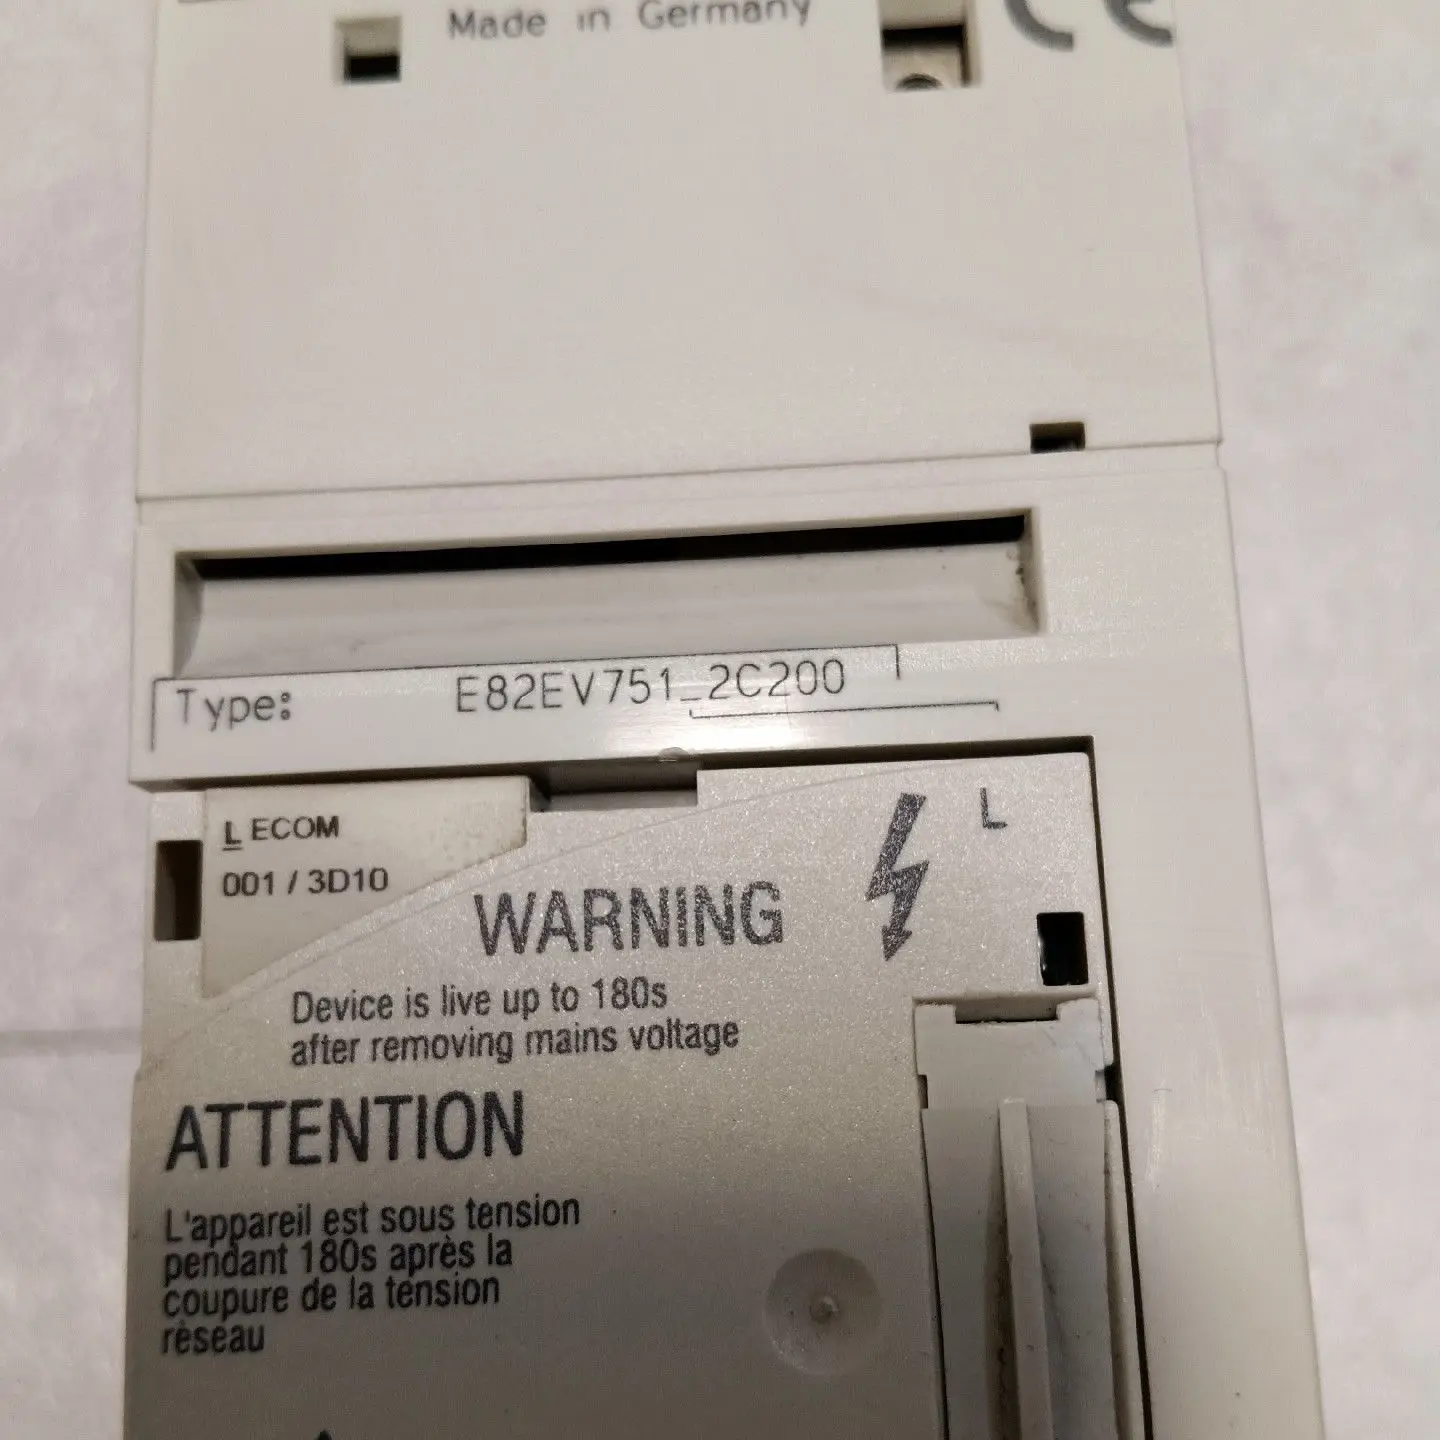 Made in Germany CE
Type: E82EV751_2C200
L ECOM
001 / 3D10
L
WARNING
Device is live up to 180s
after removing mains voltage
ATTENTION
L'appareil est sous tension
pendant 180s après la
coupure de la tension
rèseau